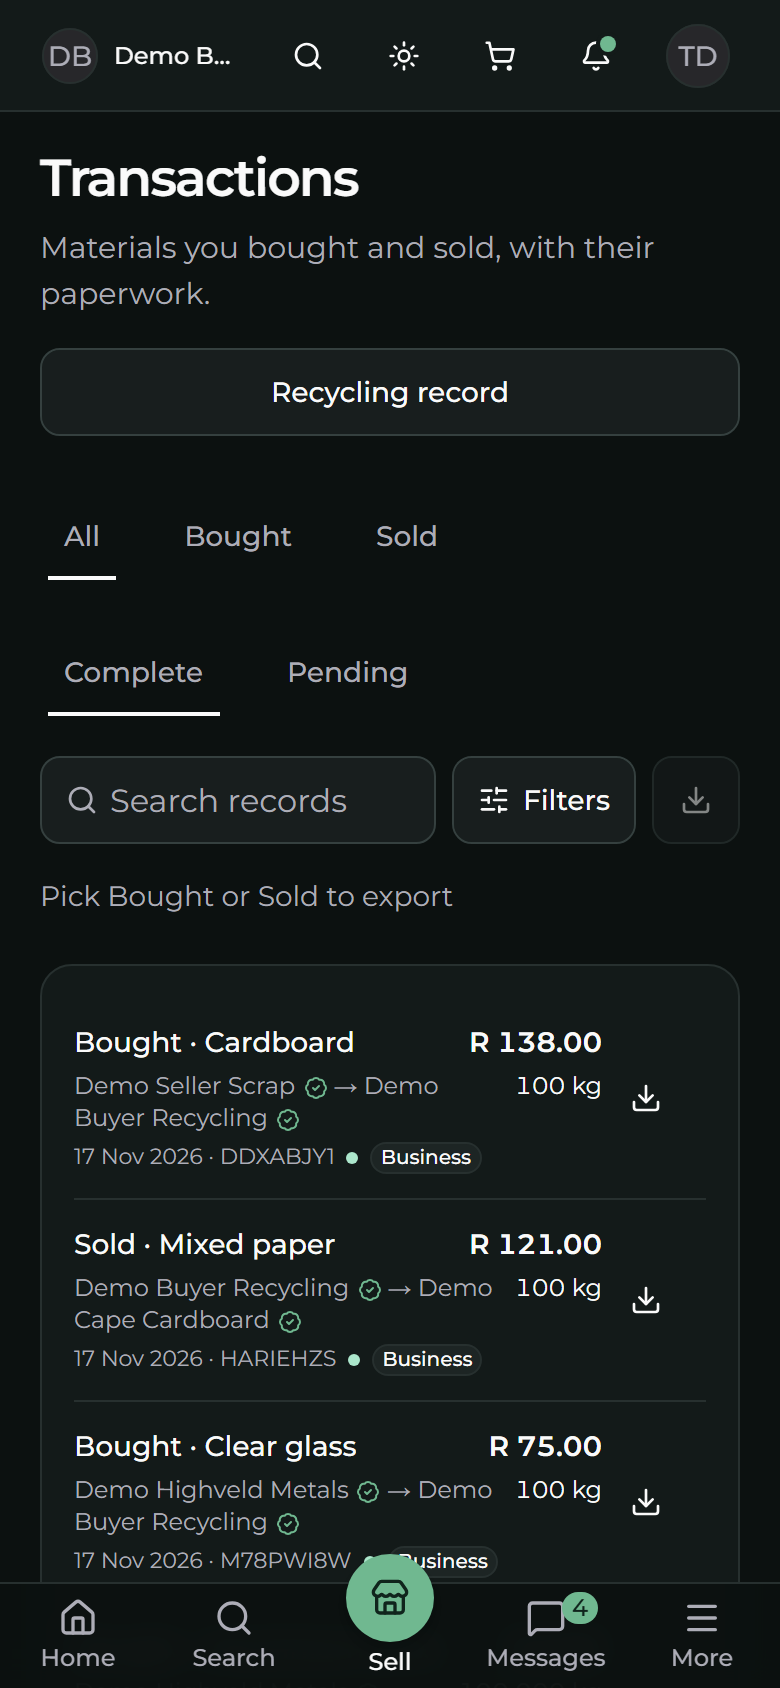 DB Demo B... TD
Transactions
Materials you bought and sold, with their
paperwork.
Recycling record
All Bought Sold
Complete Pending
Search records Filters
Pick Bought or Sold to export
Bought · Cardboard R 138.00
Demo Seller Scrap → Demo 100 kg
Buyer Recycling
17 Nov 2026 · DDXABJY1 Business
Sold · Mixed paper R 121.00
Demo Buyer Recycling → Demo 100 kg
Cape Cardboard
17 Nov 2026 · HARIEHZS Business
Bought · Clear glass R 75.00
Demo Highveld Metals → Demo 100 kg
Buyer Recycling
17 Nov 2026 · M78PWI8W Business
4
Home Search Sell Messages More